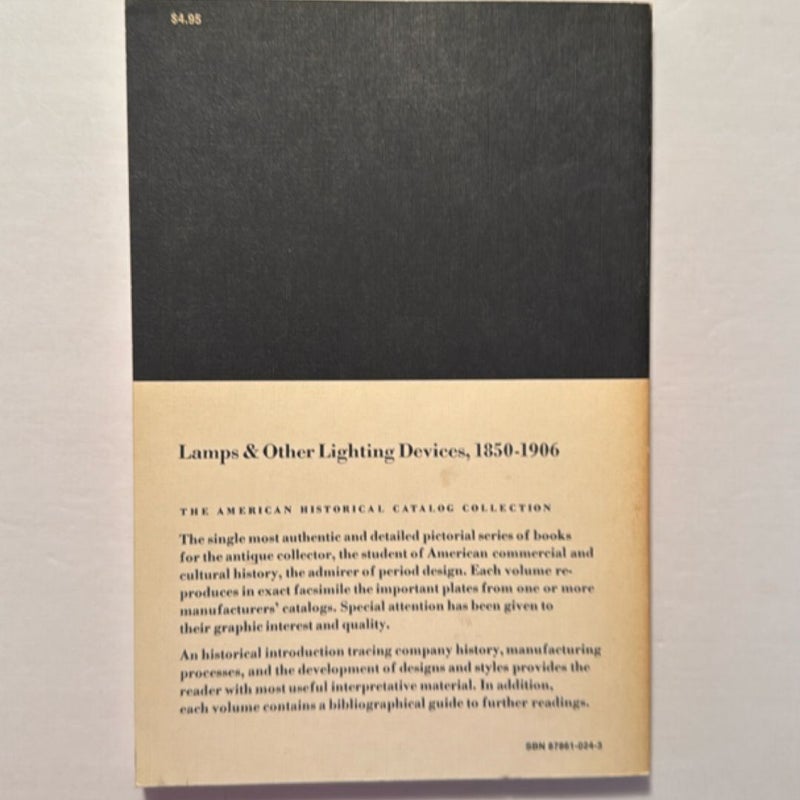 $4.95
Lamps & Other Lighting Devices, 1850-1906
THE AMERICAN HISTORICAL CATALOG COLLECTION
The single most authentic and detailed pictorial series of books
for the antique collector, the student of American commercial and
cultural history, the admirer of period design. Each volume re-
produces in exact facsimile the important plates from one or more
manufacturers' catalogs. Special attention has been given to
their graphic interest and quality.
An historical introduction tracing company history, manufacturing
processes, and the development of designs and styles provides the
reader with most useful interpretative material. In addition,
each volume contains a bibliographical guide to further readings.
SBN 87861-024-3